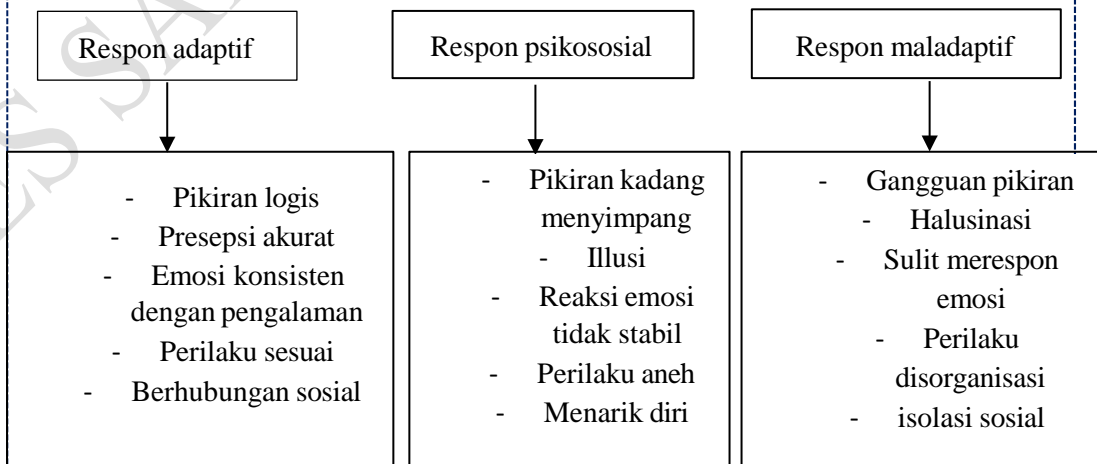 Respon adaptif
Respon psikososial
Respon maladaptif
- Pikiran logis
- Presepsi akurat
- Emosi konsisten
dengan pengalaman
- Perilaku sesuai
- Berhubungan sosial
- Pikiran kadang
menyimpang
- Illusi
- Reaksi emosi
tidak stabil
- Perilaku aneh
- Menarik diri
- Gangguan pikiran
- Halusinasi
- Sulit merespon
emosi
- Perilaku
disorganisasi
- isolasi sosial